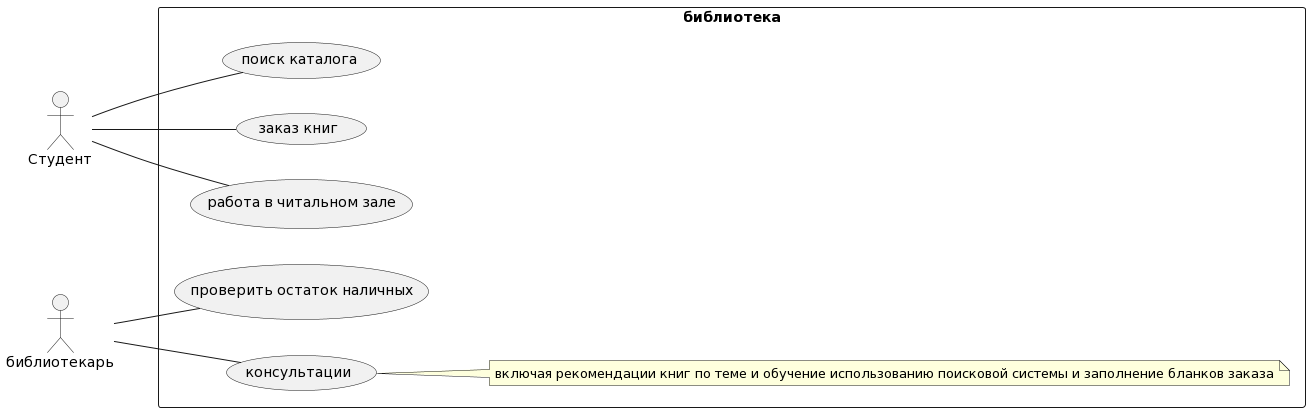 библиотека
поиск каталога
заказ книг
Студент
работа в читальном зале
проверить остаток наличных
библиотекарь
консультации
включая рекомендации книг по теме и обучение использованию поисковой системы и заполнение бланков заказа